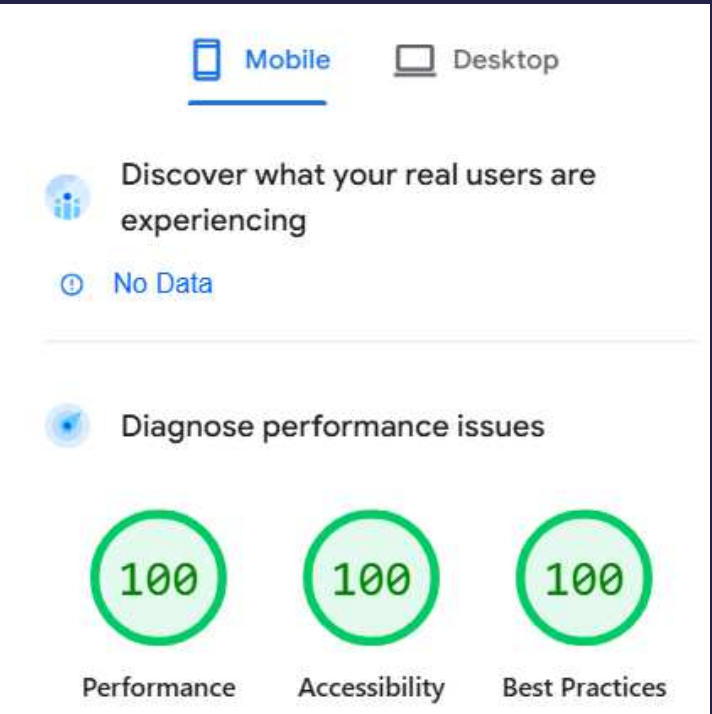 Mobile Desktop
Discover what your real users are
experiencing
No Data
Diagnose performance issues
100 100 100
Performance Accessibility Best Practices